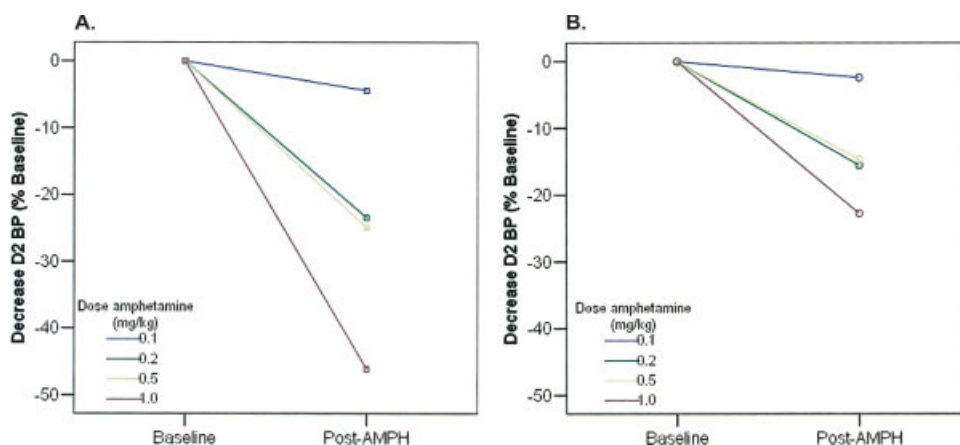 A.
Decrease D2 BP (% Baseline)
-0
-10
-20
-30
-40
-50
Dose amphetamine
(mg/kg)
0.1
0.2
0.5
1.0
Baseline
Post-AMPH
B.
Decrease D2 BP (% Baseline)
-0
-10
-20
-30
-40
-50
Dose amphetamine
(mg/kg)
0.1
0.2
0.5
1.0
Baseline
Post-AMPH